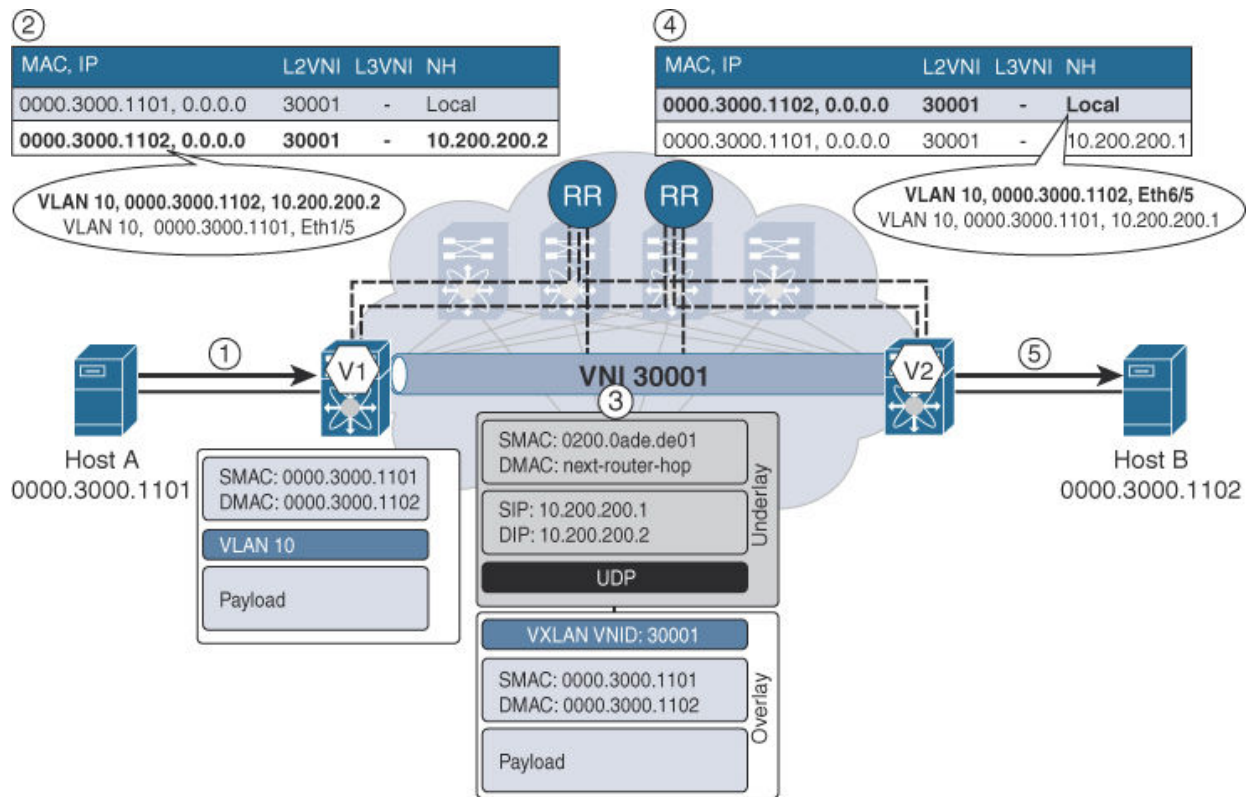 ②
MAC, IP L2VNI L3VNI NH
0000.3000.1101, 0.0.0.0 30001 - Local
0000.3000.1102, 0.0.0.0 30001 - 10.200.200.2
VLAN 10, 0000.3000.1102, 10.200.200.2
VLAN 10, 0000.3000.1101, Eth1/5
④
MAC, IP L2VNI L3VNI NH
0000.3000.1102, 0.0.0.0 30001 - Local
0000.3000.1101, 0.0.0.0 30001 - 10.200.200.1
VLAN 10, 0000.3000.1102, Eth6/5
VLAN 10, 0000.3000.1101, 10.200.200.1
RR
RR
①
V1
VNI 30001
V2
⑤
Host A
0000.3000.1101
Host B
0000.3000.1102
SMAC: 0000.3000.1101
DMAC: 0000.3000.1102
VLAN 10
Payload
③
SMAC: 0200.0ade.de01
DMAC: next-router-hop
SIP: 10.200.200.1
DIP: 10.200.200.2
UDP
Underlay
VXLAN VNID: 30001
SMAC: 0000.3000.1101
DMAC: 0000.3000.1102
Payload
Overlay